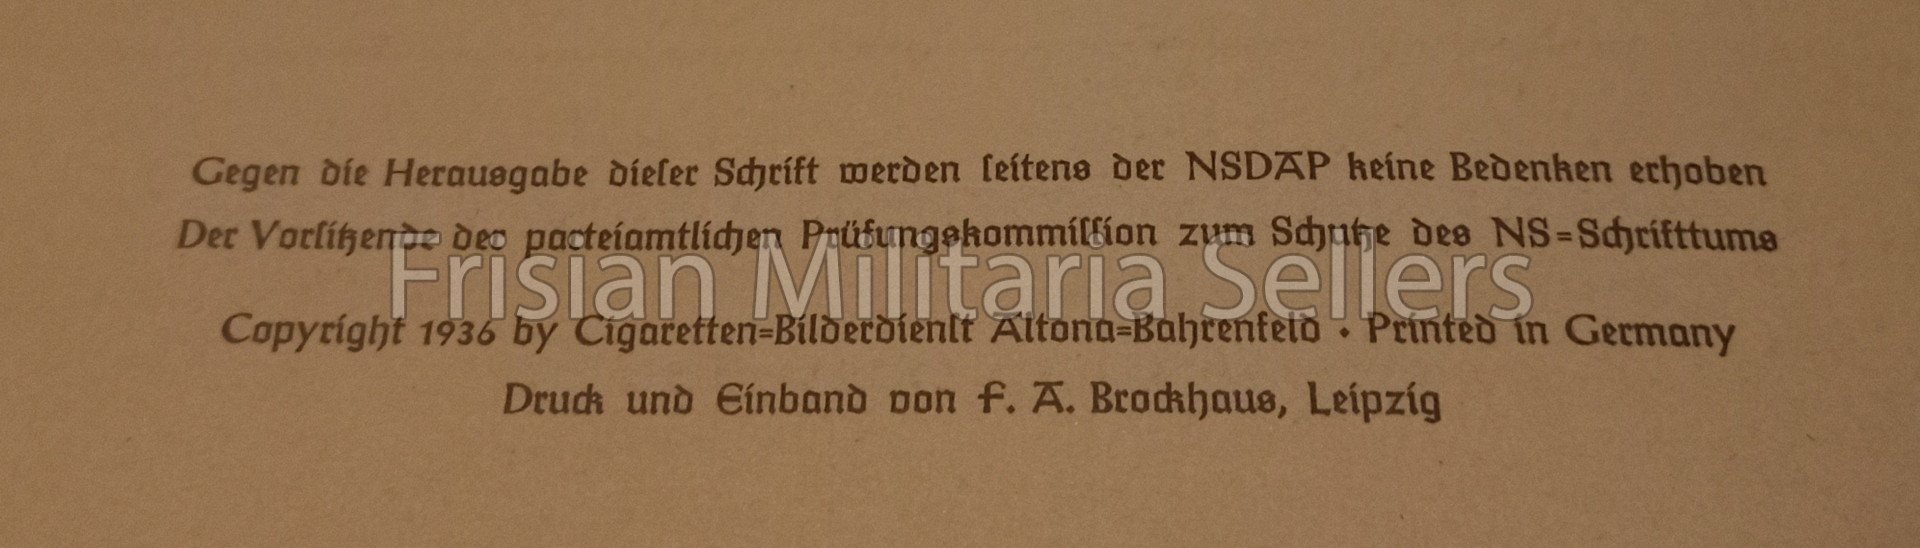 Gegen die Herausgabe dieser Schrift werden seitens der NSDAP keine Bedenken erhoben
Der Vorsitzende der parteiamtlichen Prüfungskommission zum Schutze des NS=Schrifttums
Frisian Militaria Sellers
Copyright 1936 by Cigaretten=Bilderdienst Altona=Bahrenfeld • Printed in Germany
Druck und Einband von F. A. Brockhaus, Leipzig